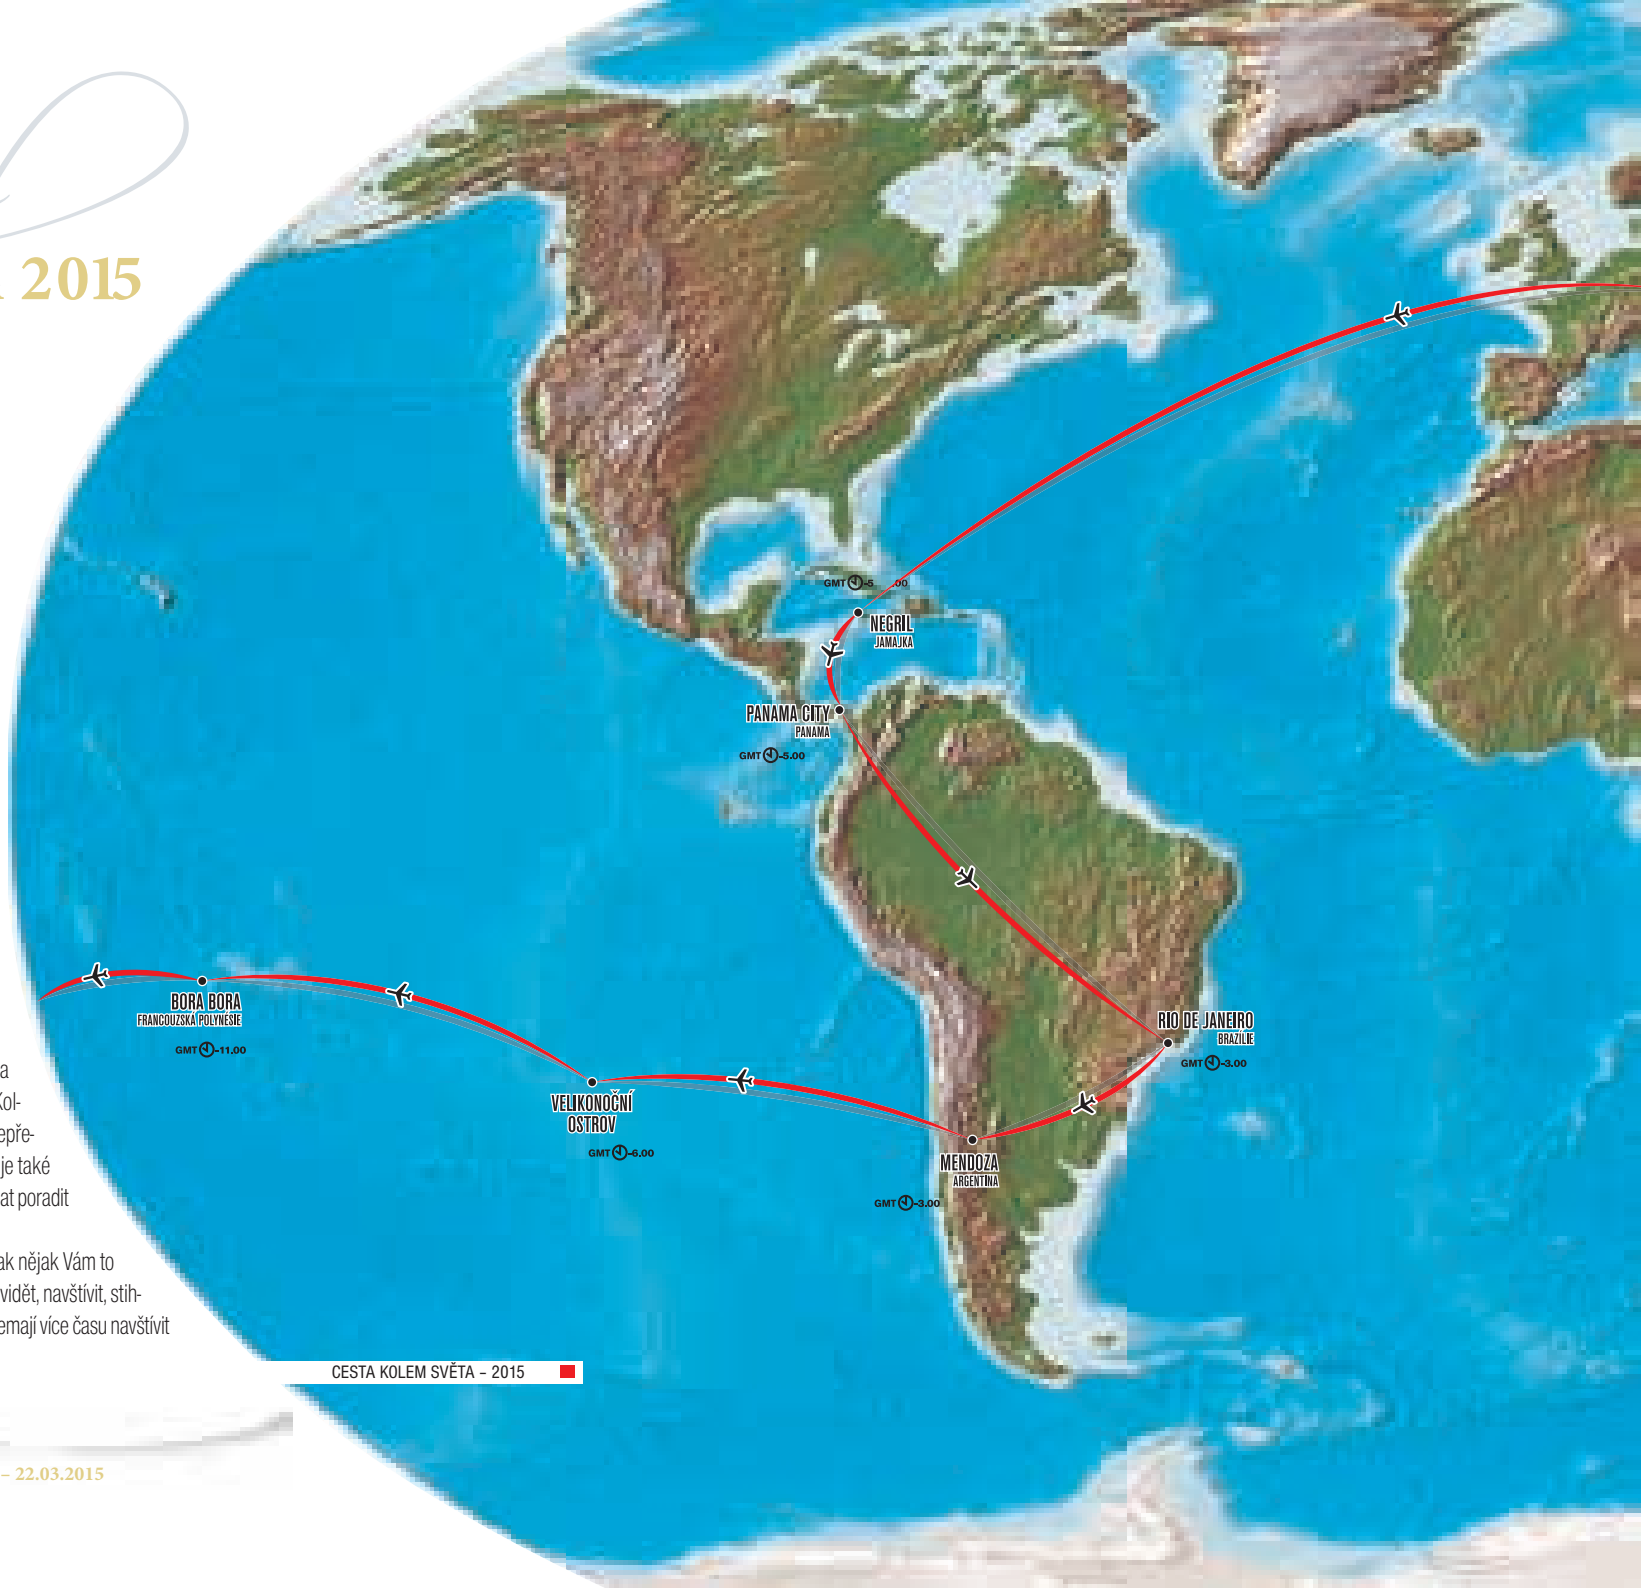 2015
GMT -5 .00
NEGRIL
JAMAJKA
PANAMA CITY
PANAMA
GMT -5.00
BORA BORA
FRANCOUZSKÁ POLYNÉSIE
GMT -11.00
VELIKONOČNÍ
OSTROV
GMT -6.00
RIO DE JANEIRO
BRAZÍLIE
GMT -3.00
MENDOZA
ARGENTINA
GMT -3.00
a
Kol-
epře-
je také
at poradit
ak nějak Vám to
vidět, navštívit, stih-
emají více času navštívit
CESTA KOLEM SVĚTA – 2015
– 22.03.2015